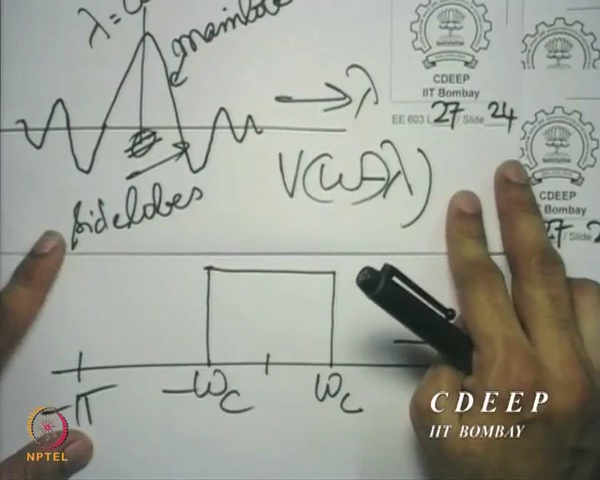 λ=ω
mainlobe
CDEEP
IIT Bombay
EE 603 L 27 / Slide 24
λ
CDEEP
IIT Bombay
V(ω-λ)
sidelobes
27 / Slide
-π
-ωc
ωc
CDEEP
IIT BOMBAY
NPTEL